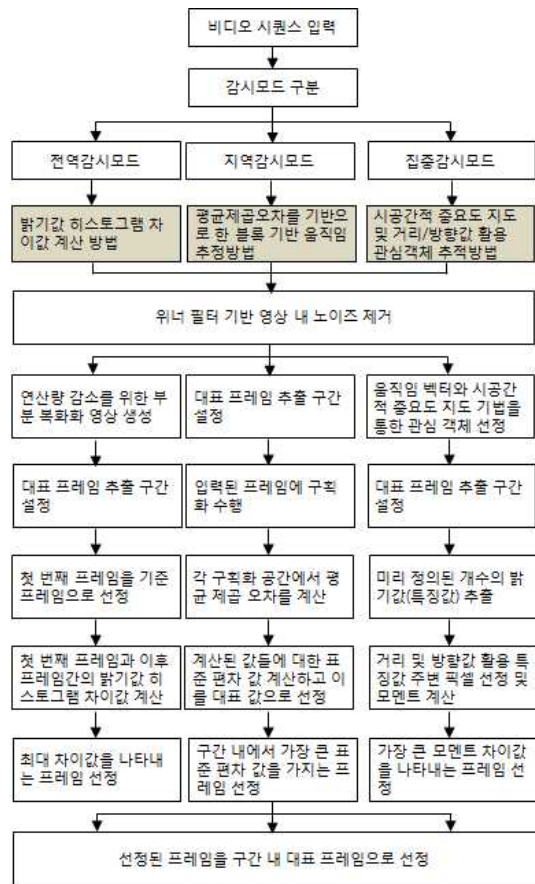 비디오 시퀀스 입력
감시모드 구분
전역감시모드
지역감시모드
집중감시모드
밝기값 히스토그램 차
이값 계산 방법
평균제곱오차를 기반으
로 한 블록 기반 움직임
추정방법
시공간적 중요도 지도
및 거리/방향값 활용
관심객체 추적방법
위너 필터 기반 영상 내 노이즈 제거
연산량 감소를 위한 부
분 복화화 영상 생성
대표 프레임 추출 구간
설정
움직임 벡터와 시공간
적 중요도 지도 기법을
통한 관심 객체 선정
대표 프레임 추출 구간
설정
입력된 프레임에 구획
화 수행
대표 프레임 추출 구간
설정
첫 번째 프레임을 기준
프레임으로 선정
각 구획화 공간에서 평
균 제곱 오차를 계산
미리 정의된 개수의 밝
기값(특징값) 추출
첫 번째 프레임과 이후
프레임간의 밝기값 히
스토그램 차이값 계산
계산된 값들에 대한 표
준 편차 값 계산하고 이
를 대표 값으로 선정
거리 및 방향값 활용 특
징값 주변 픽셀 선정 및
모멘트 계산
최대 차이값을 나타내
는 프레임 선정
구간 내에서 가장 큰 표
준 편차 값을 가지는 프
레임 선정
가장 큰 모멘트 차이값
을 나타내는 프레임 선
정
선정된 프레임을 구간 내 대표 프레임으로 선정